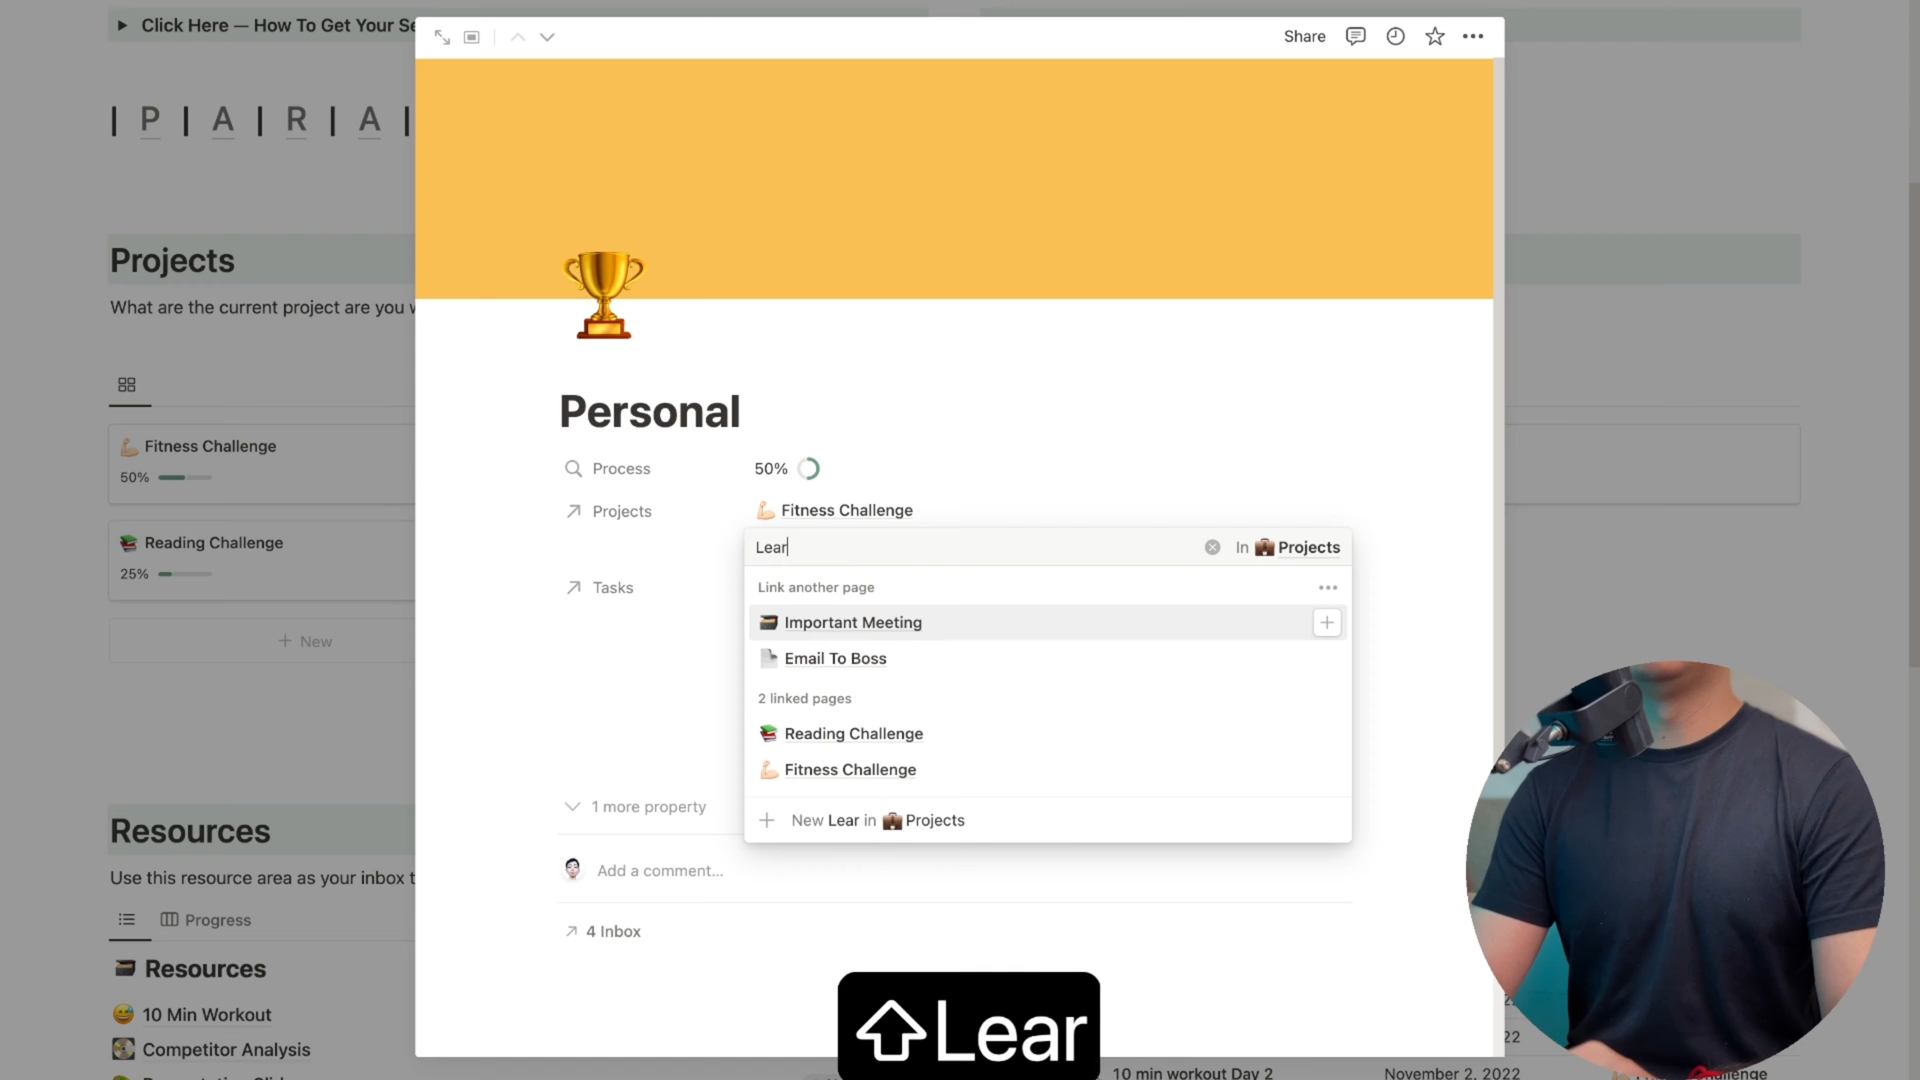 Click Here — How To Get Your Se
| P | A | R | A |
Projects
What are the current project are you w
Fitness Challenge
50%
Reading Challenge
25%
New
Resources
Use this resource area as your inbox t
Progress
Resources
10 Min Workout
Competitor Analysis
Share
Personal
Process
50%
Projects
Fitness Challenge
Lear
In Projects
Link another page
Important Meeting
Email To Boss
2 linked pages
Reading Challenge
Fitness Challenge
New Lear in Projects
Tasks
1 more property
Add a comment...
4 Inbox
Lear
22
10 min workout Day 2
November 2, 2022